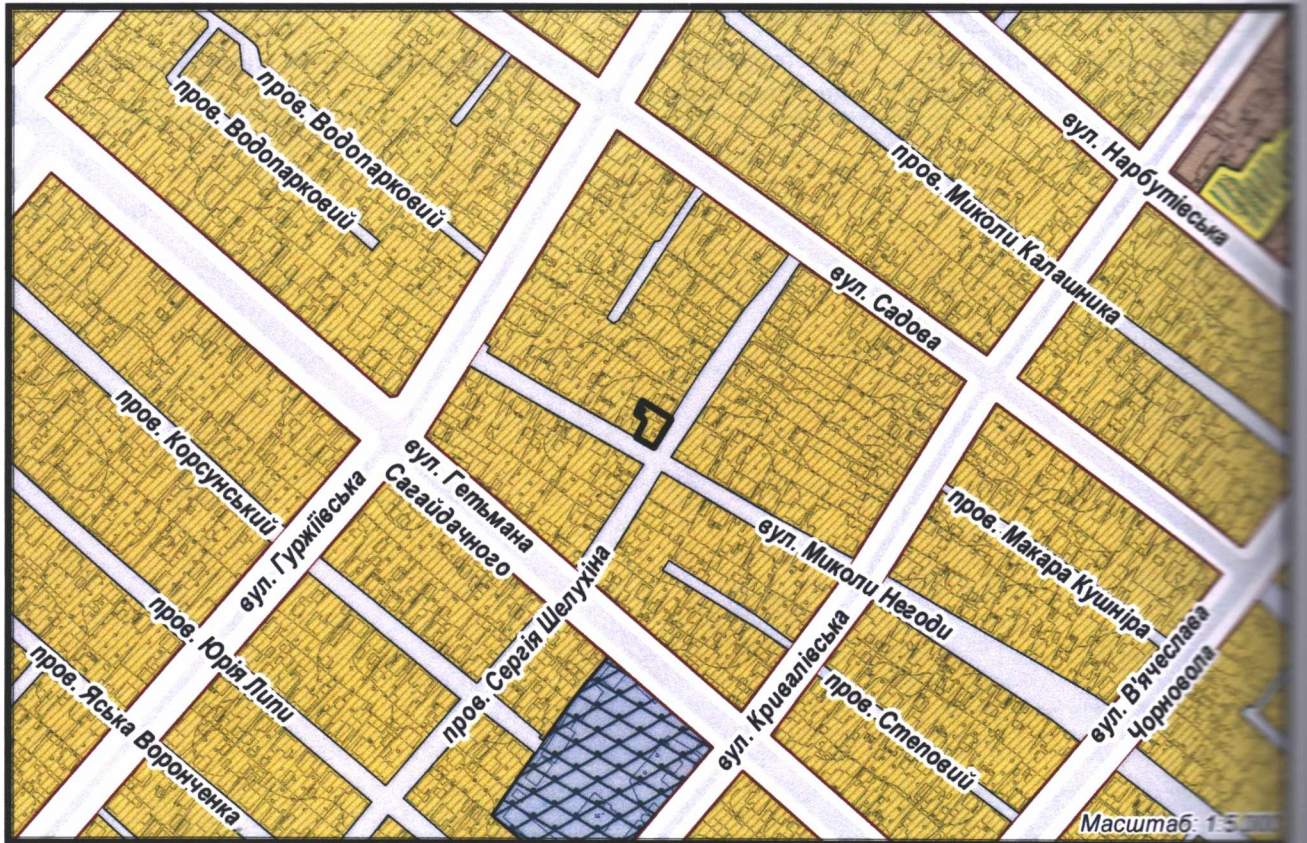 пров. Водопарковий
пров. Водопарковий
вул. Нарбутівська
пров. Миколи Калашника
вул. Садова
пров. Корсунський
вул. Гетьмана
Сагайдачного
вул. Гуржіївська
пров. Макара Кушніра
вул. Миколи Негоди
пров. Сергія Шелухіна
пров. Юрія Липи
вул. Кривалівська
вул. В'ячеслава
Чорновола
пров. Яська Воронченка
пров. Степовий
Масштаб: 1:5